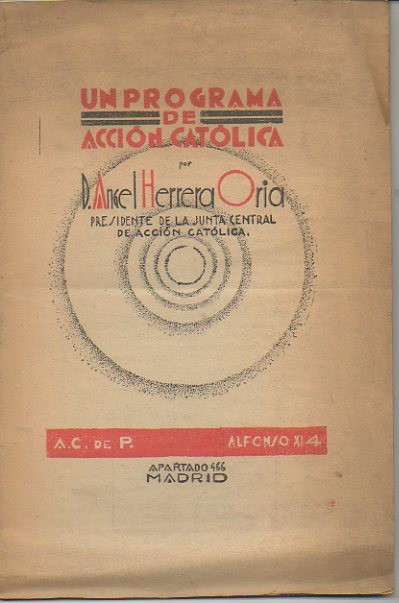 UN PROGRAMA
DE
ACCIÓN CATÓLICA
por
D. Angel Herrera Oria
PRESIDENTE DE LA JUNTA CENTRAL
DE ACCIÓN CATÓLICA.
A.C. DE P. ALFONSO XI 4
APARTADO 466
MADRID